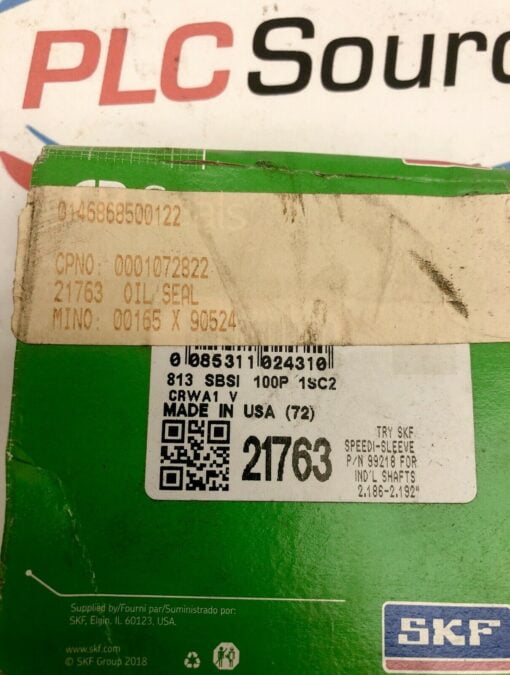 PLC Sourc
0146868500122
CPNO: 0001072822
21763 OIL SEAL
MINO: 00165 X 90524
0 085311 024310
813 SBSI 100P 1SC2
CRWA1 V
MADE IN USA (72)
21763
TRY SKF
SPEEDI-SLEEVE
P/N 99218 FOR
IND'L SHAFTS
2.186-2.192"
Supplied by/Fourni par/Suministrado por:
SKF, Elgin, IL 60123, USA.
www.skf.com
© SKF Group 2018
SKF